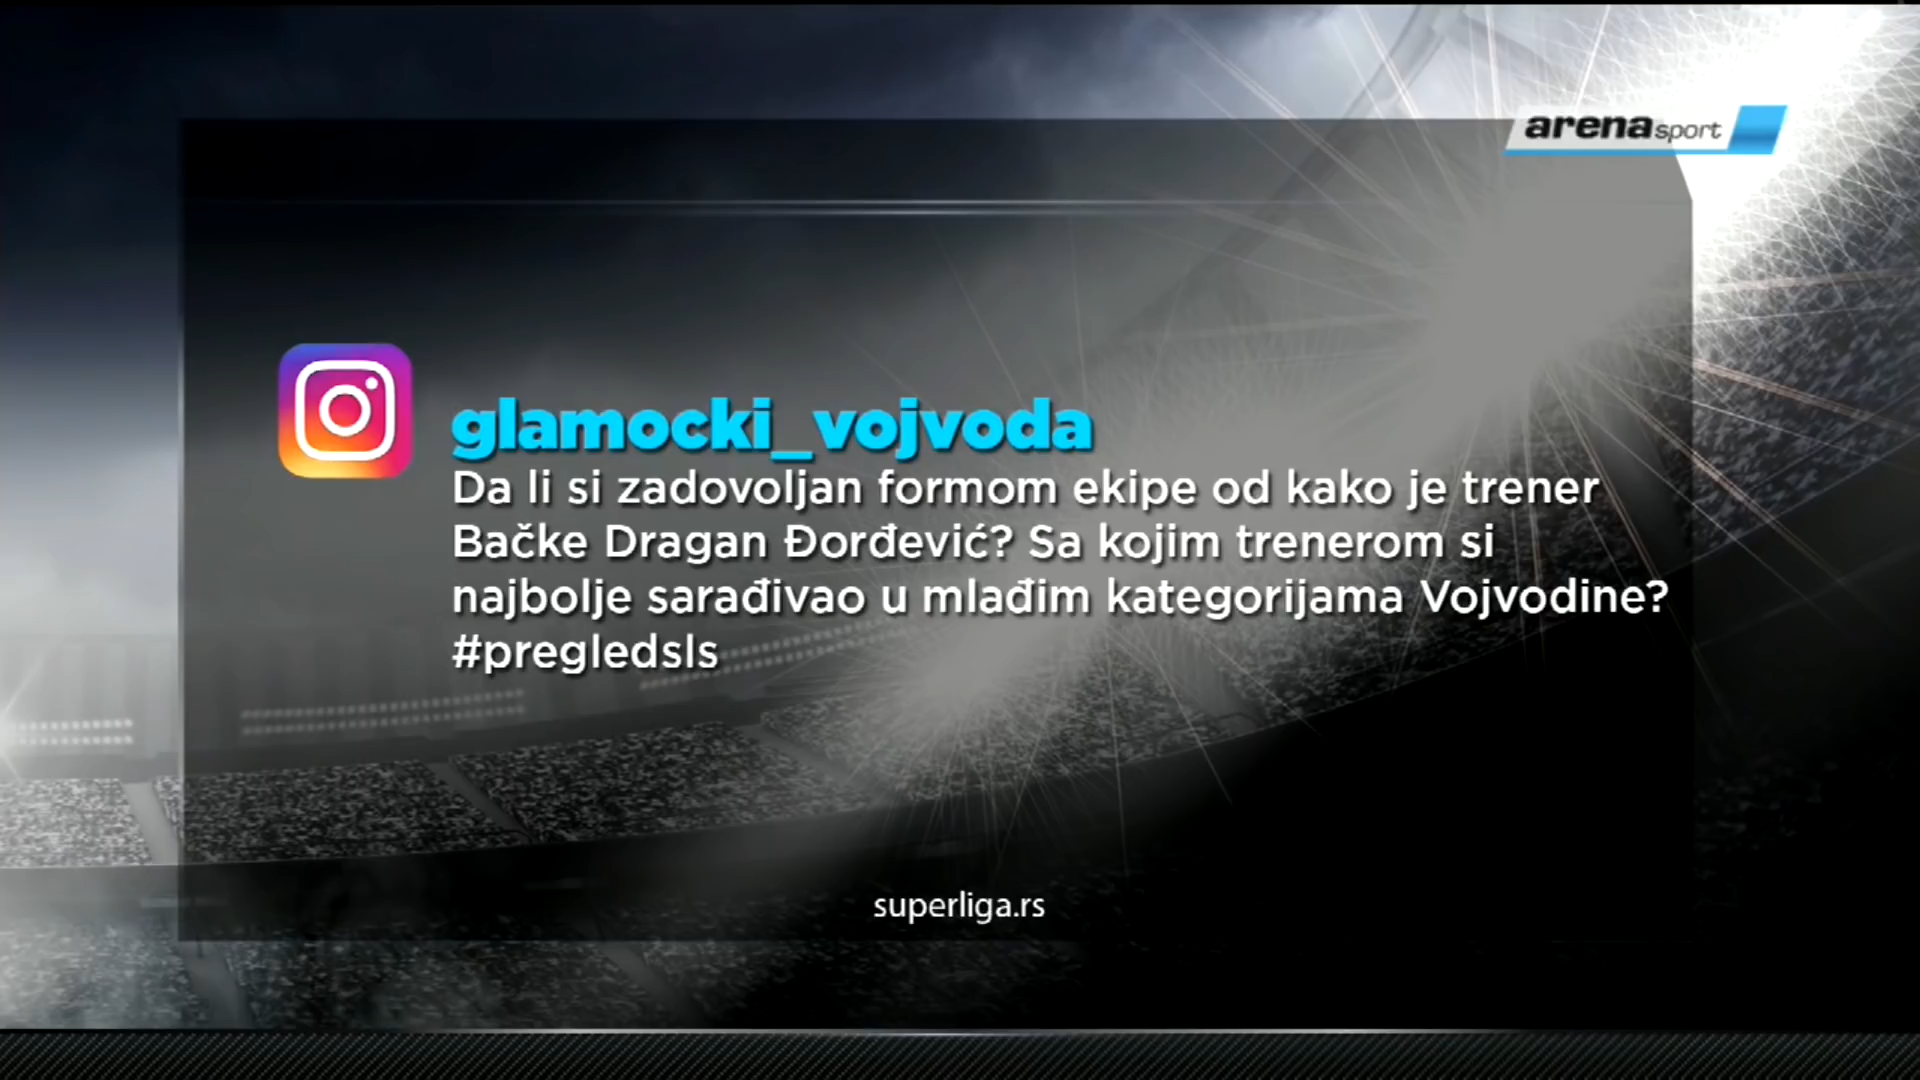 arenasport
glamocki_vojvoda
Da li si zadovoljan formom ekipe od kako je trener
Bačke Dragan Đorđević? Sa kojim trenerom si
najbolje sarađivao u mlađim kategorijama Vojvodine?
#pregledsls
superliga.rs